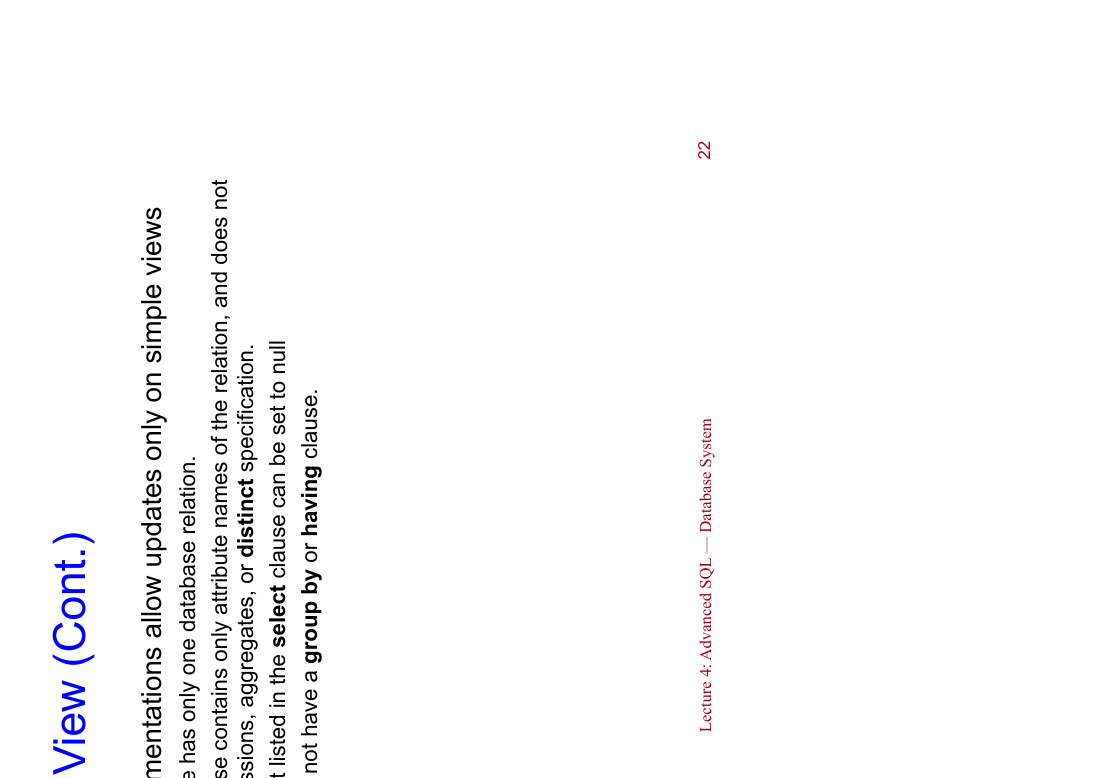 View (Cont.)
mentations allow updates only on simple views
e has only one database relation.
se contains only attribute names of the relation, and does not
ssions, aggregates, or distinct specification.
t listed in the select clause can be set to null
not have a group by or having clause.
Lecture 4: Advanced SQL — Database System
22